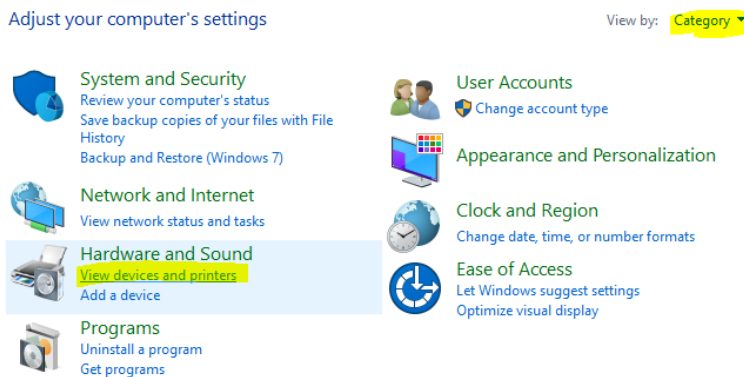 Adjust your computer's settings
View by: Category
System and Security
Review your computer's status
Save backup copies of your files with File
History
Backup and Restore (Windows 7)
Network and Internet
View network status and tasks
Hardware and Sound
View devices and printers
Add a device
Programs
Uninstall a program
Get programs
User Accounts
Change account type
Appearance and Personalization
Clock and Region
Change date, time, or number formats
Ease of Access
Let Windows suggest settings
Optimize visual display